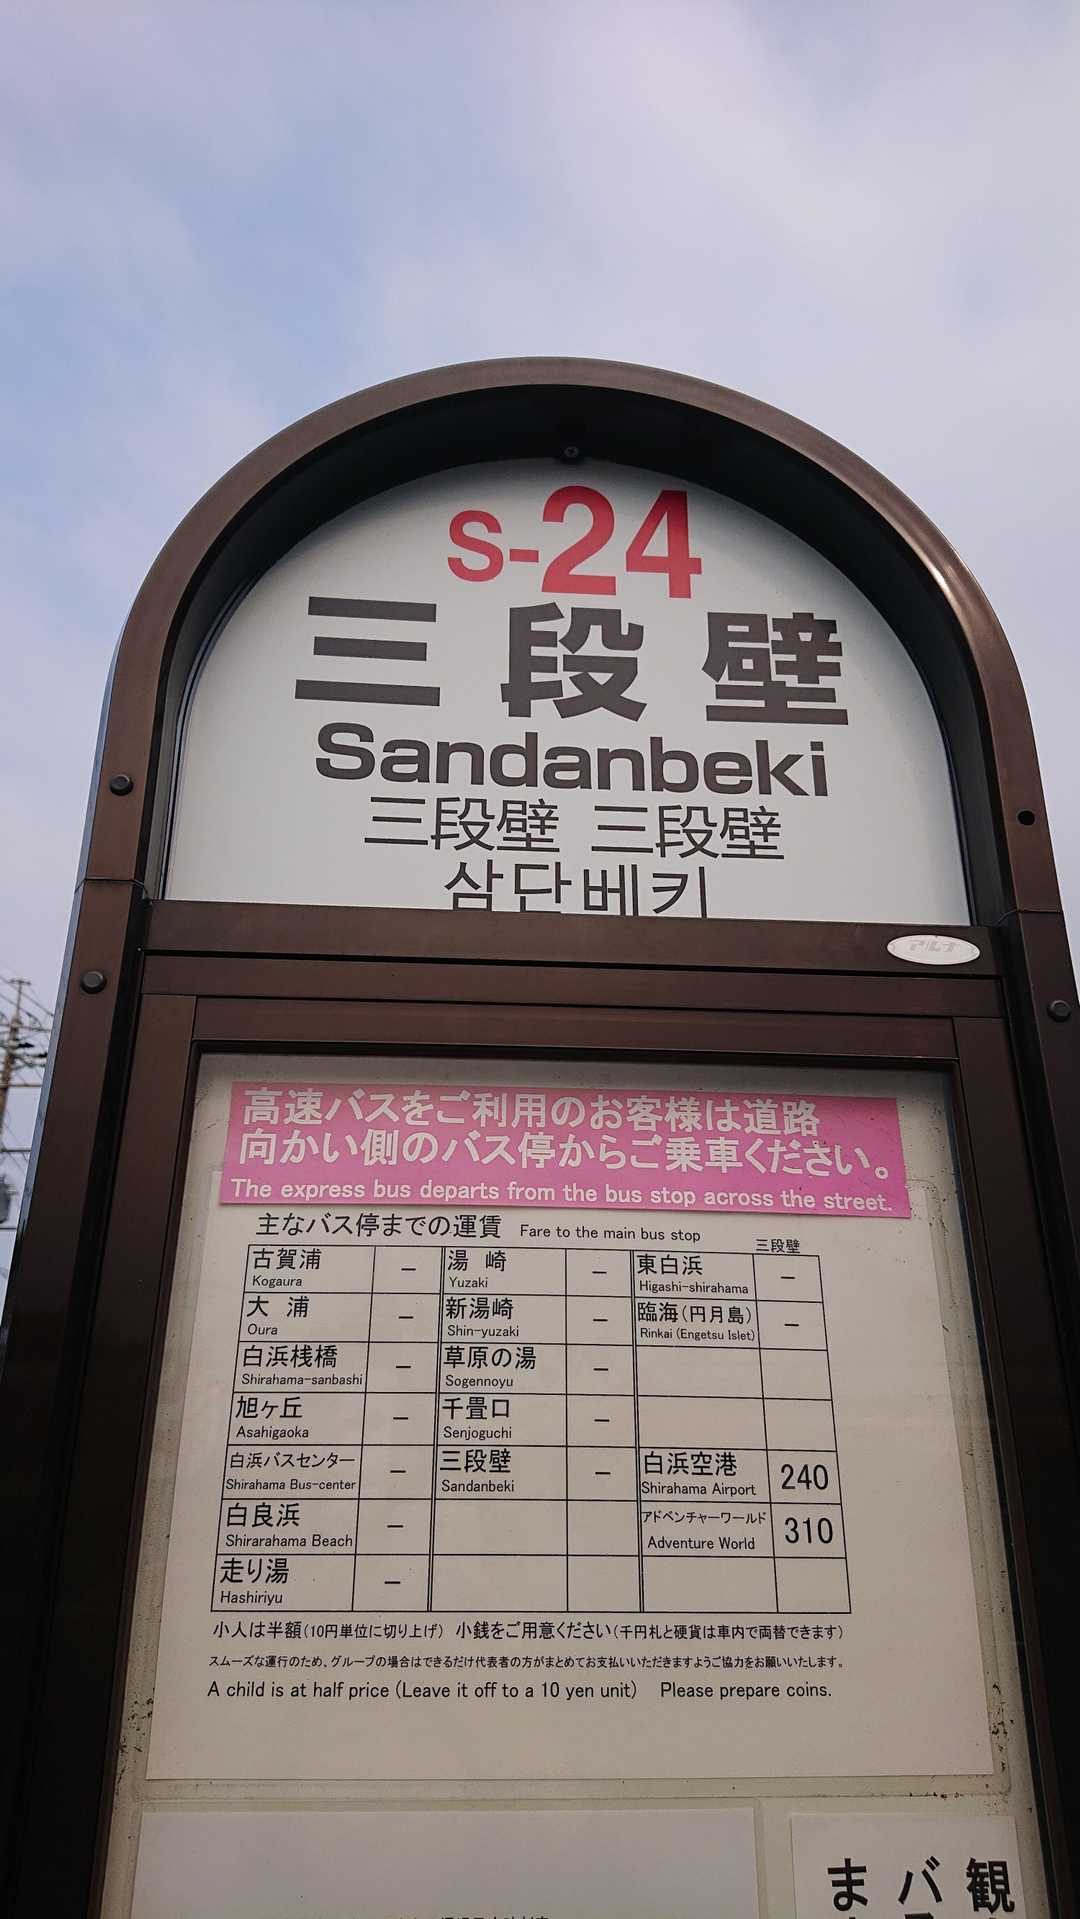 S-24
三段壁
Sandanbeki
三段壁 三段壁
삼단베키
アルナ
高速バスをご利用のお客様は道路
向かい側のバス停からご乗車ください。
The express bus departs from the bus stop across the street.
主なバス停までの運賃 Fare to the main bus stop
三段壁
古賀浦 － 湯崎 － 東白浜 －
Kogaura Yuzaki Higashi-shirahama
大浦 － 新湯崎 － 臨海(円月島) －
Oura Shin-yuzaki Rinkai (Engetsu Islet)
白浜桟橋 － 草原の湯 －
Shirahama-sanbashi Sogennoyu
旭ヶ丘 － 千畳口 －
Asahigaoka Senjoguchi
白浜バスセンター － 三段壁 － 白浜空港 240
Shirahama Bus-center Sandanbeki Shirahama Airport
白良浜 － アドベンチャーワールド 310
Shirarahama Beach Adventure World
走り湯 －
Hashiriyu
小人は半額(10円単位に切り上げ) 小銭をご用意ください(千円札と硬貨は車内で両替できます)
スムーズな運行のため、グループの場合はできるだけ代表者の方がまとめてお支払いいただきますようご協力をお願いいたします。
A child is at half price (Leave it off to a 10 yen unit) Please prepare coins.
観
バ
ま